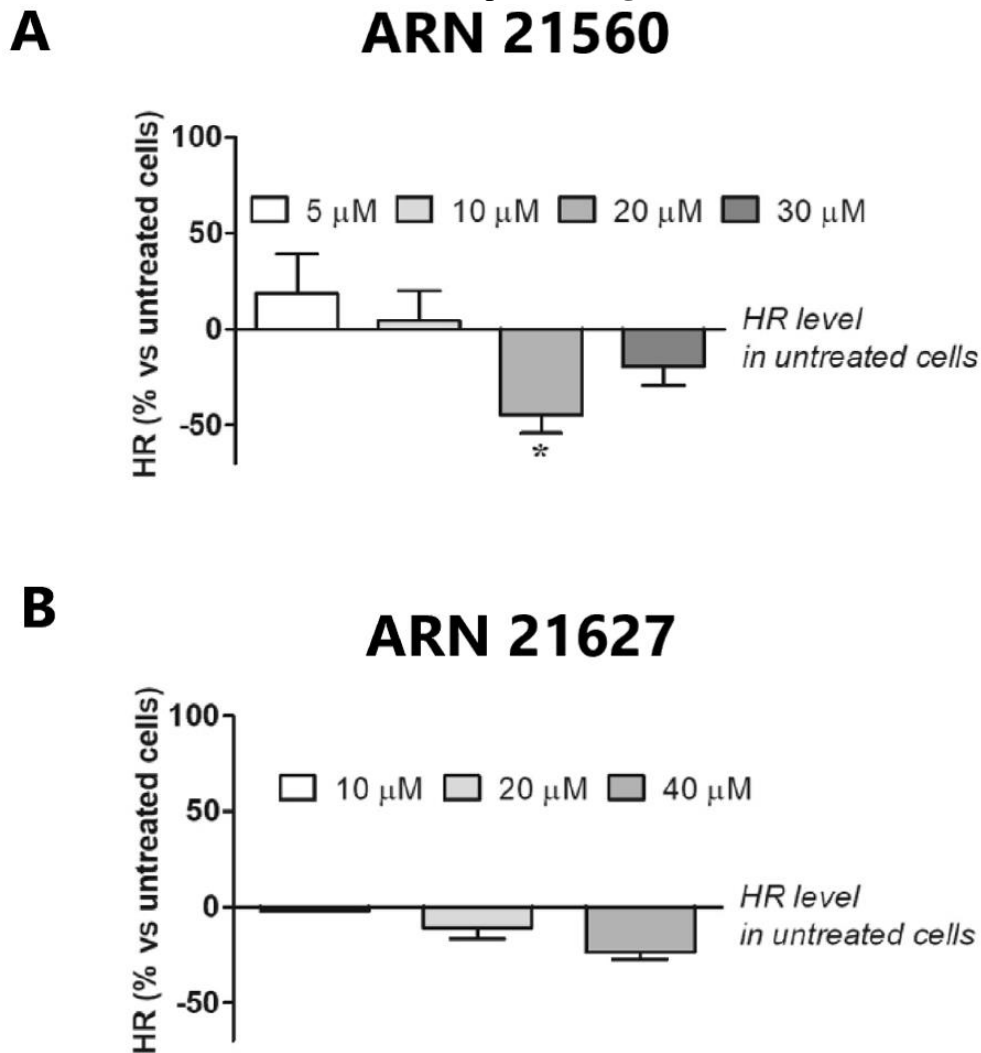 A
ARN 21560
HR (% vs untreated cells)
100
50
0
-50
5 μM
10 μM
20 μM
30 μM
*
HR level
in untreated cells
B
ARN 21627
HR (% vs untreated cells)
100
50
0
-50
10 μM
20 μM
40 μM
HR level
in untreated cells